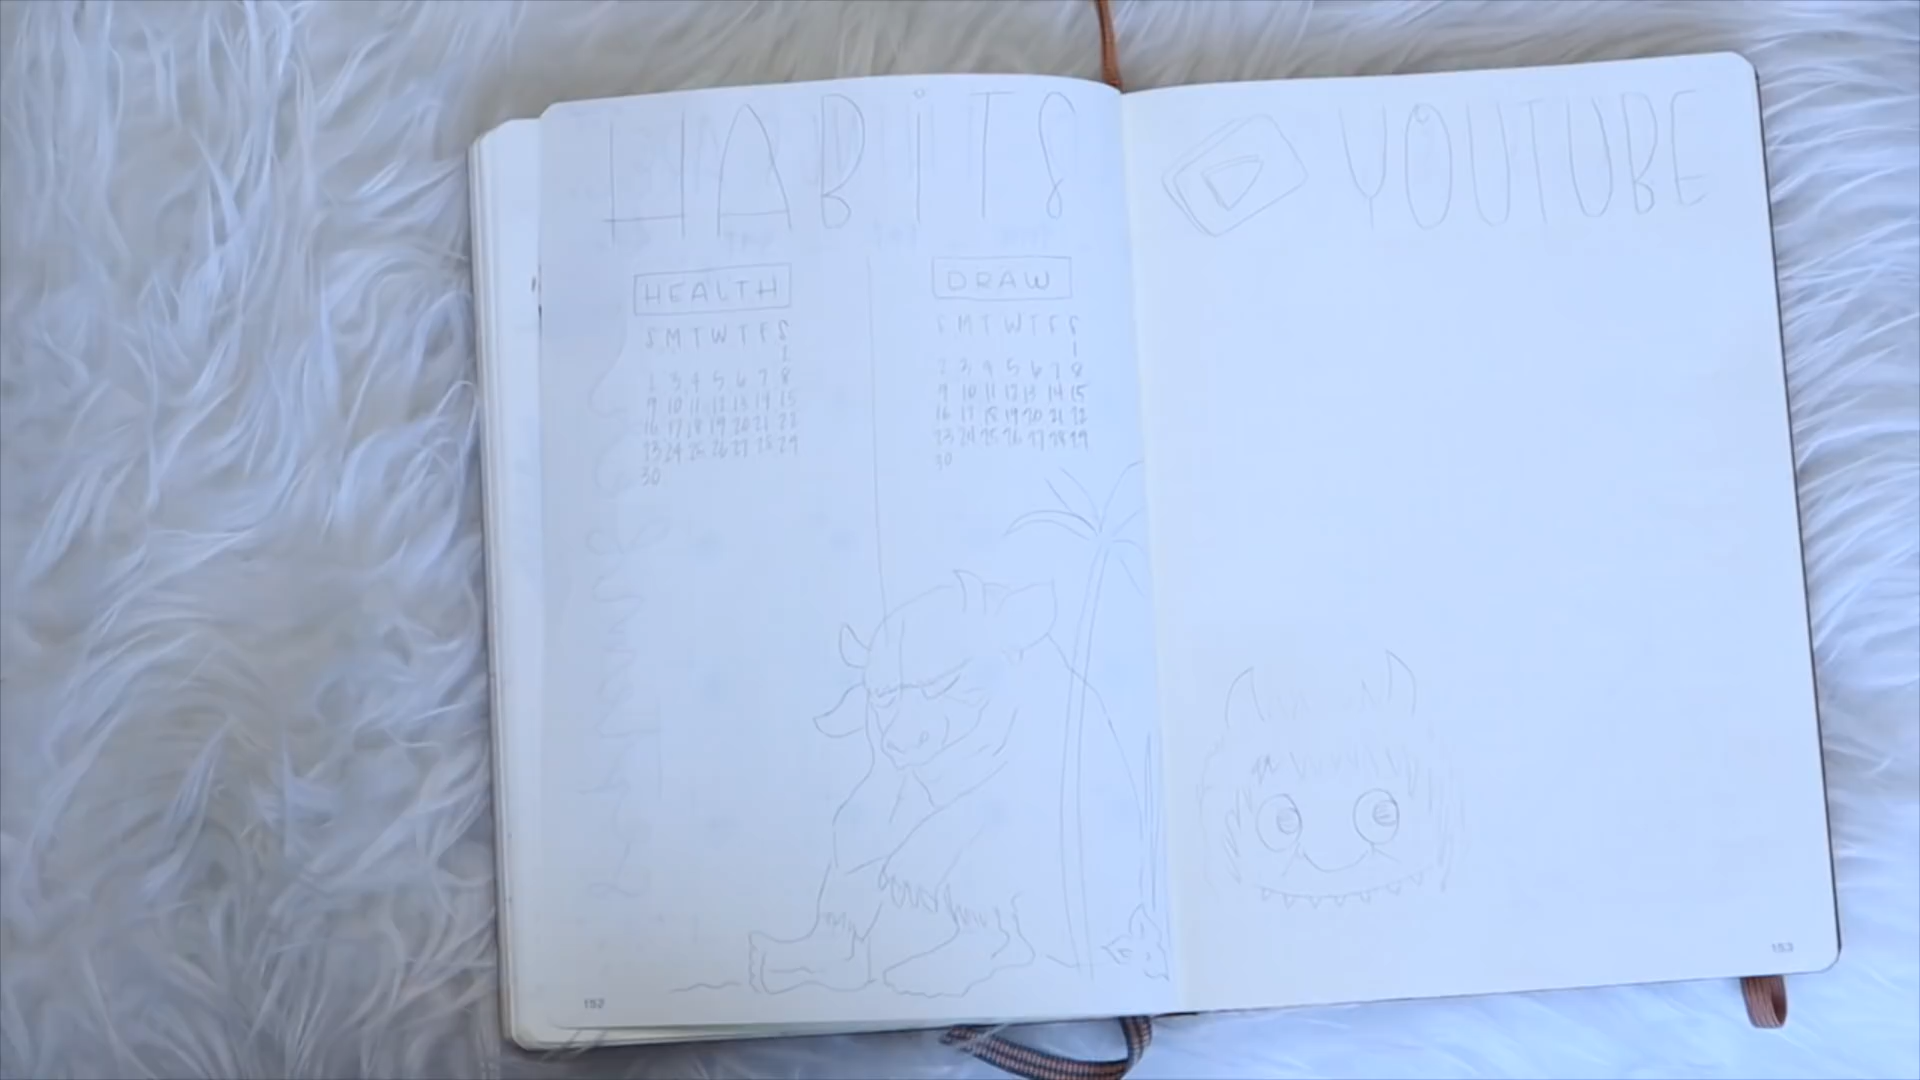 HABiTS
HEALTH
S M T W T F S
1
2 3 4 5 6 7 8
9 10 11 12 13 14 15
16 17 18 19 20 21 22
23 24 25 26 27 28 29
30
DRAW
S M T W T F S
1
2 3 4 5 6 7 8
9 10 11 12 13 14 15
16 17 18 19 20 21 22
23 24 25 26 27 28 29
30
152
YOUTUBE
153